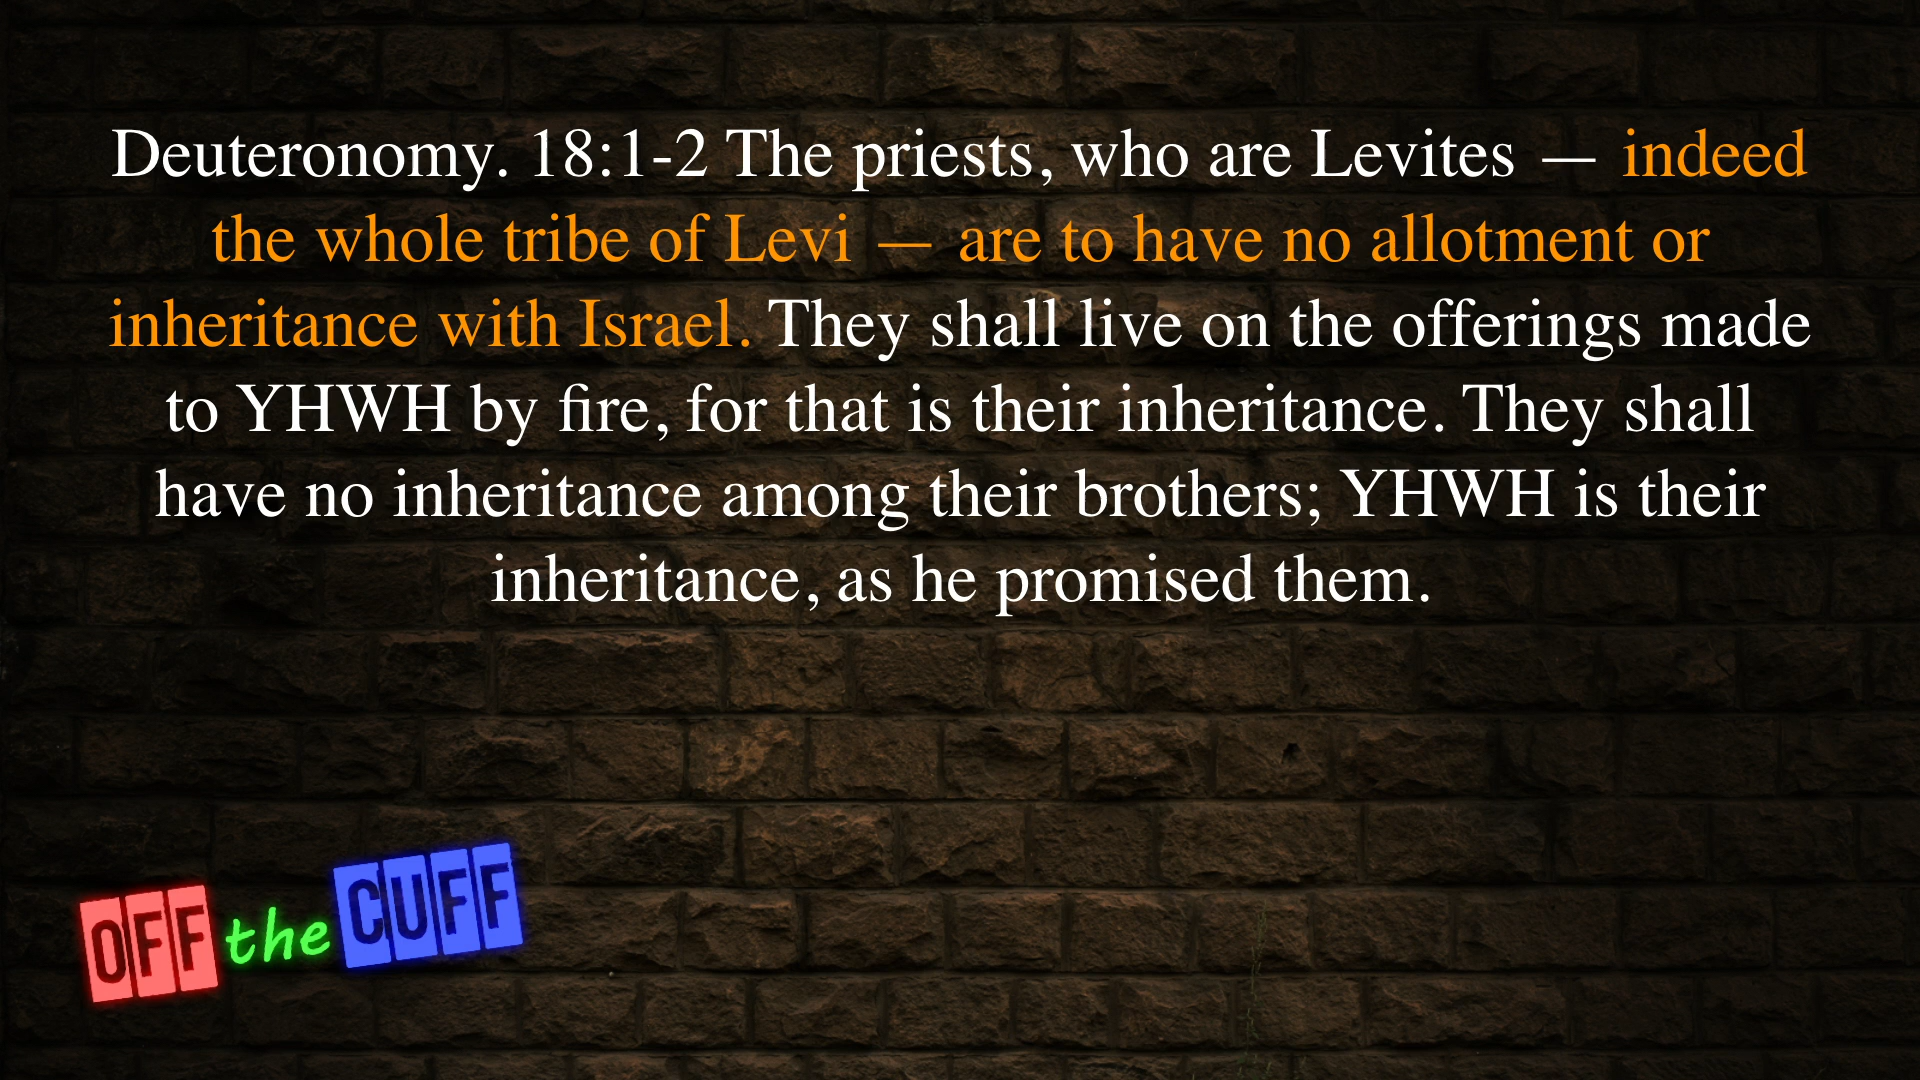 Deuteronomy. 18:1-2 The priests, who are Levites — indeed
the whole tribe of Levi — are to have no allotment or
inheritance with Israel. They shall live on the offerings made
to YHWH by fire, for that is their inheritance. They shall
have no inheritance among their brothers; YHWH is their
inheritance, as he promised them.
OFF the CUFF